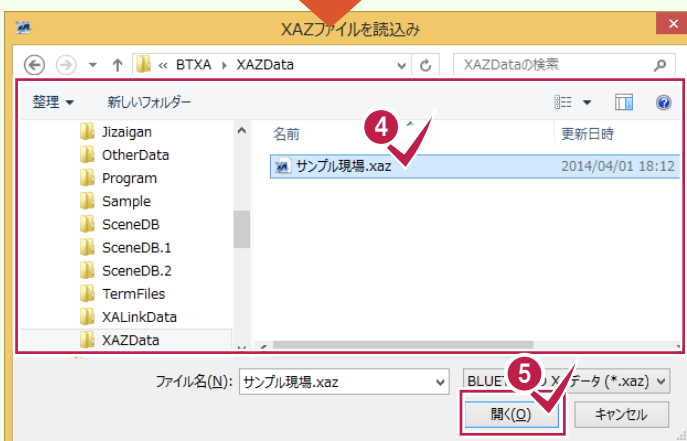 XAZファイルを読込み
« BTXA ▸ XAZData
XAZDataの検索
整理 ▼ 新しいフォルダー
名前 更新日時
Jizaigan
OtherData
Program
Sample
SceneDB
SceneDB.1
SceneDB.2
TermFiles
XALinkData
XAZData
4
サンプル現場.xaz 2014/04/01 18:12
ファイル名(N): サンプル現場.xaz
データ (*.xaz)
5
開く(O) キャンセル